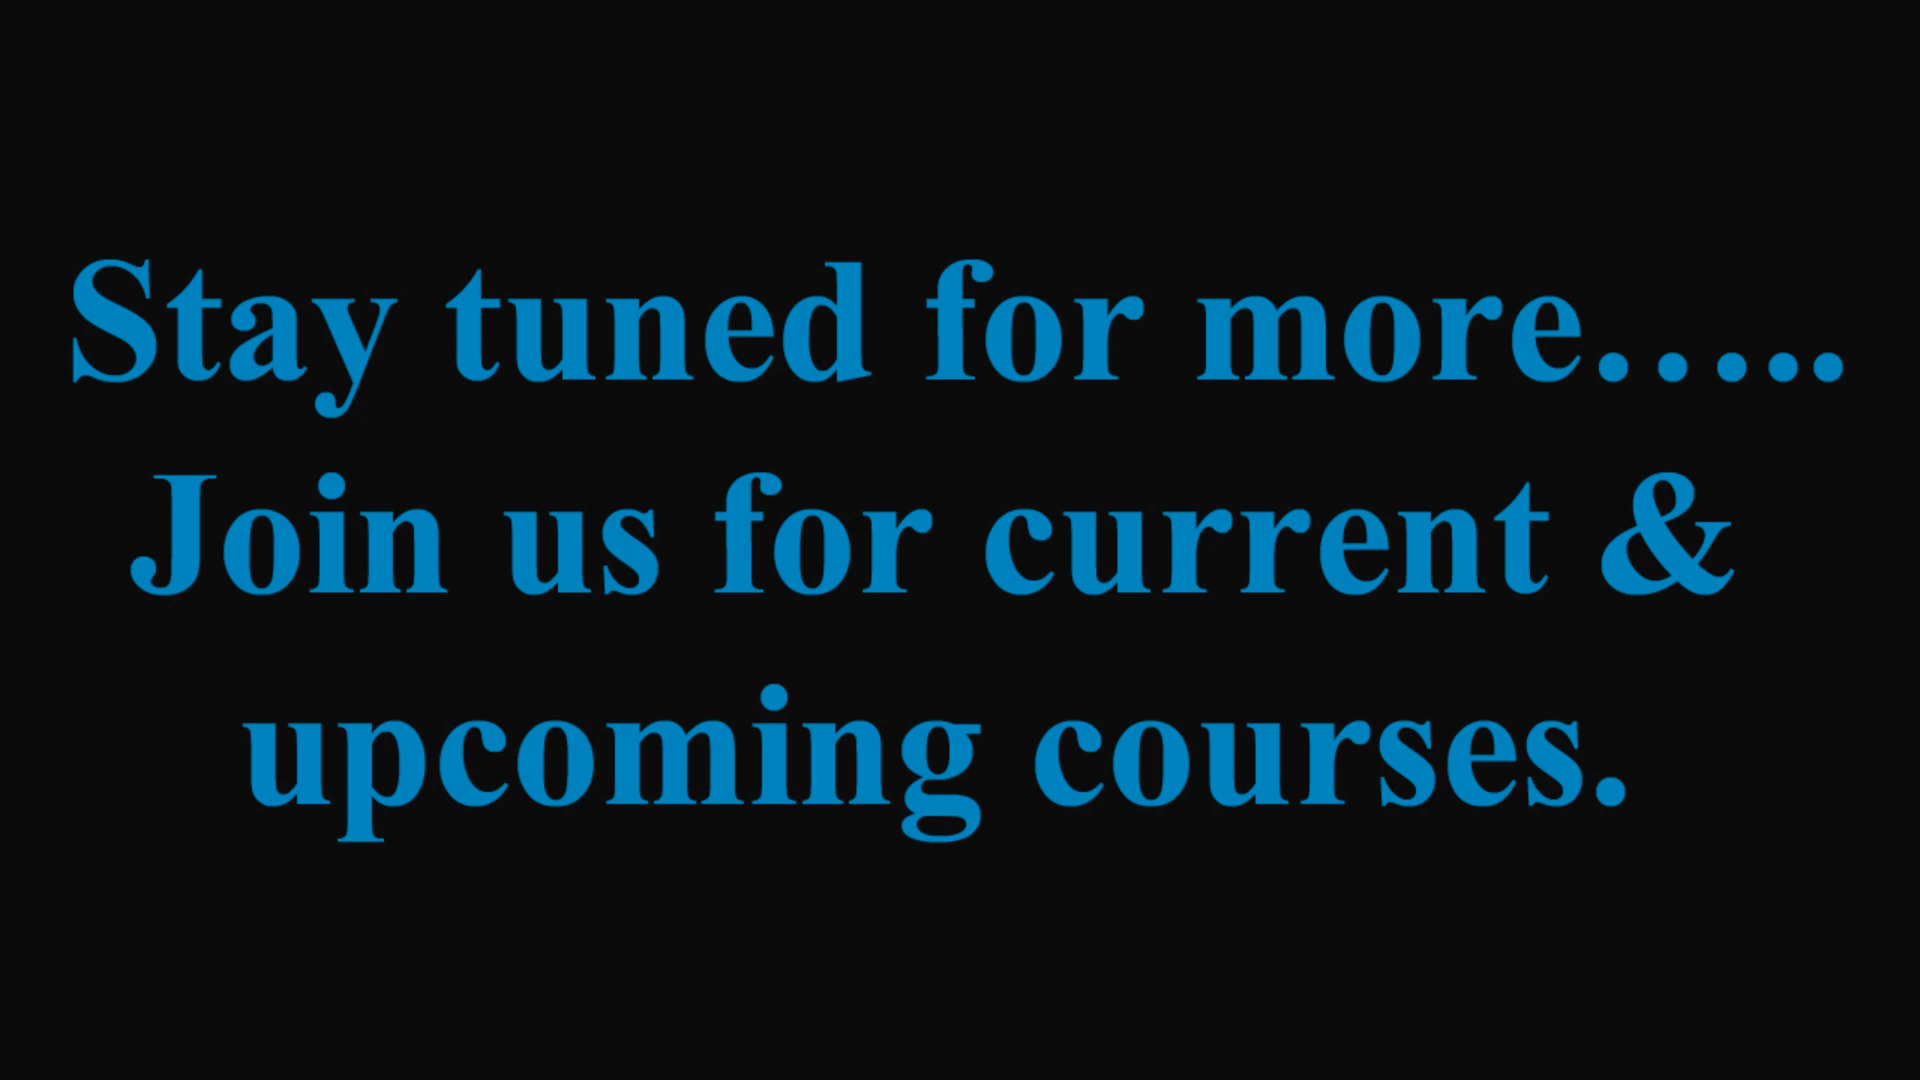 Stay tuned for more…..
Join us for current &
upcoming courses.